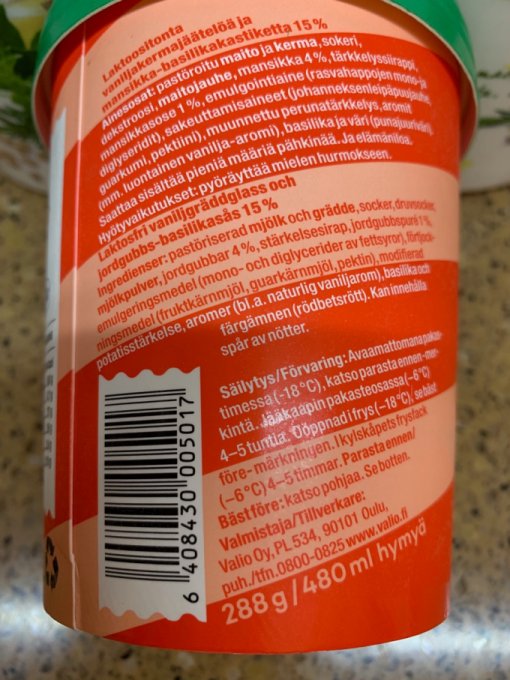 Laktoositonta
vaniljakermajäätelöä ja
mansikka-basilikakastiketta 15 %
Ainesosat: pastöroitu maito ja kerma, sokeri,
dekstroosi, maitojauhe, mansikka 4 %, tärkkelyssiirappi,
mansikkasose 1 %, emulgointiaine (rasvahappojen mono- ja
diglyseridit), sakeuttamisaineet (johanneksenleipäpuujauhe,
guarkumi, pektiini), muunnettu perunatärkkelys, aromit
(mm. luontainen vanilja-aromi), basilika ja väri (punajuuriväri).
Saattaa sisältää pieniä määriä pähkinää. Ja elämäniloa.
Hyötyvaikutukset: pyöräyttää mielen hurmokseen.
Laktosfri vaniljgräddglass och
jordgubbs-basilikasås 15 %
Ingredienser: pastöriserad mjölk och grädde, socker, druvsocker,
mjölkpulver, jordgubbar 4 %, stärkelsesirap, jordgubbspuré 1 %,
emulgeringsmedel (mono- och diglycerider av fettsyror), förtjock-
ningsmedel (fruktkärnmjöl, guarkärnmjöl, pektin), modifierad
potatisstärkelse, aromer (bl.a. naturlig vaniljarom), basilika och
färgämnen (rödbetsrött). Kan innehålla
spår av nötter.
Säilytys/Förvaring: Avaamattomana pakas-
timessa (-18 °C), katso parasta ennen -mer-
kintä. Jääkaapin pakasteosassa (-6 °C)
4–5 tuntia. Oöppnad i frys (-18 °C), se bäst
före-märkningen. I kylskåpets frysfack
(-6 °C) 4–5 timmar. Parasta ennen/
Bäst före: katso pohjaa. Se botten.
Valmistaja/Tillverkare:
Valio Oy, PL 534, 90101 Oulu,
puh./tfn. 0800-0825 www.valio.fi
288 g / 480 ml hymyä
6 408430 005017